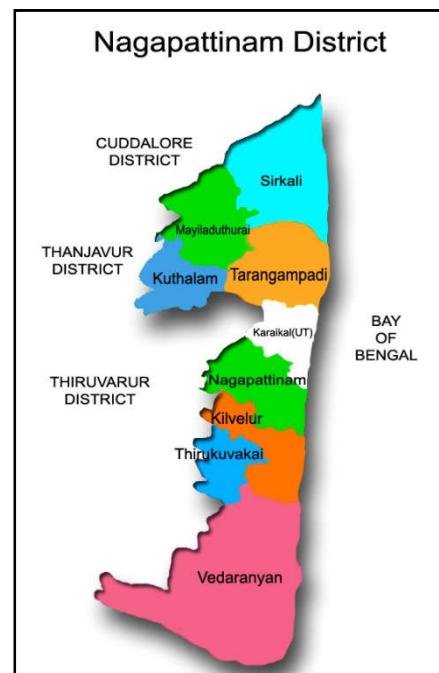 Nagapattinam District
CUDDALORE
DISTRICT
Sirkali
Mayiladuthurai
THANJAVUR
DISTRICT
Kuthalam
Tarangampadi
Karaikal(UT)
BAY
OF
BENGAL
THIRUVARUR
DISTRICT
Nagapattinam
Kilvelur
Thirukuvakai
Vedaranyan